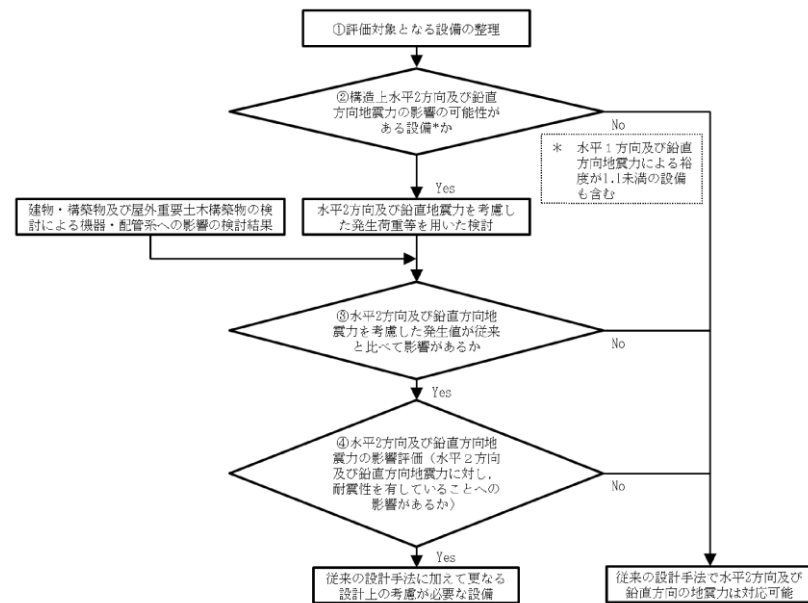 ①評価対象となる設備の整理
②構造上水平2方向及び鉛直
方向地震力の影響の可能性が
ある設備*か
No
* 水平1方向及び鉛直
方向地震力による裕
度が1.1未満の設備
も含む
Yes
建物・構築物及び屋外重要土木構築物の検
討による機器・配管系への影響の検討結果
水平2方向及び鉛直地震力を考慮し
た発生荷重等を用いた検討
③水平2方向及び鉛直方向地
震力を考慮した発生値が従来
と比べて影響があるか
No
Yes
④水平2方向及び鉛直方向地
震力の影響評価(水平2方向
及び鉛直方向地震力に対し,
耐震性を有していることへの
影響があるか)
No
Yes
従来の設計手法に加えて更なる
設計上の考慮が必要な設備
従来の設計手法で水平2方向及び
鉛直方向の地震力は対応可能